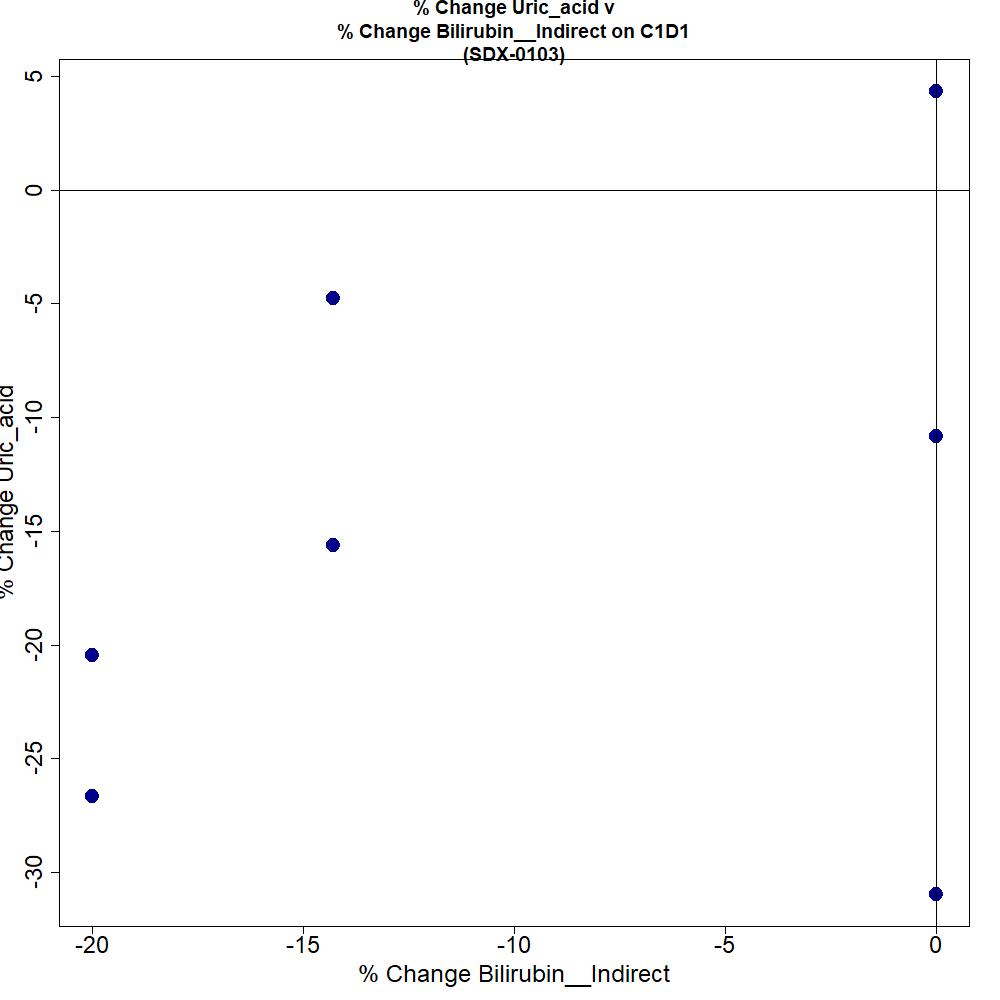 % Change Uric_acid v
% Change Bilirubin__Indirect on C1D1
(SDX-0103)
5
0
-5
-10
-15
-20
-25
-30
% Change Uric_acid
-20
-15
-10
-5
0
% Change Bilirubin__Indirect